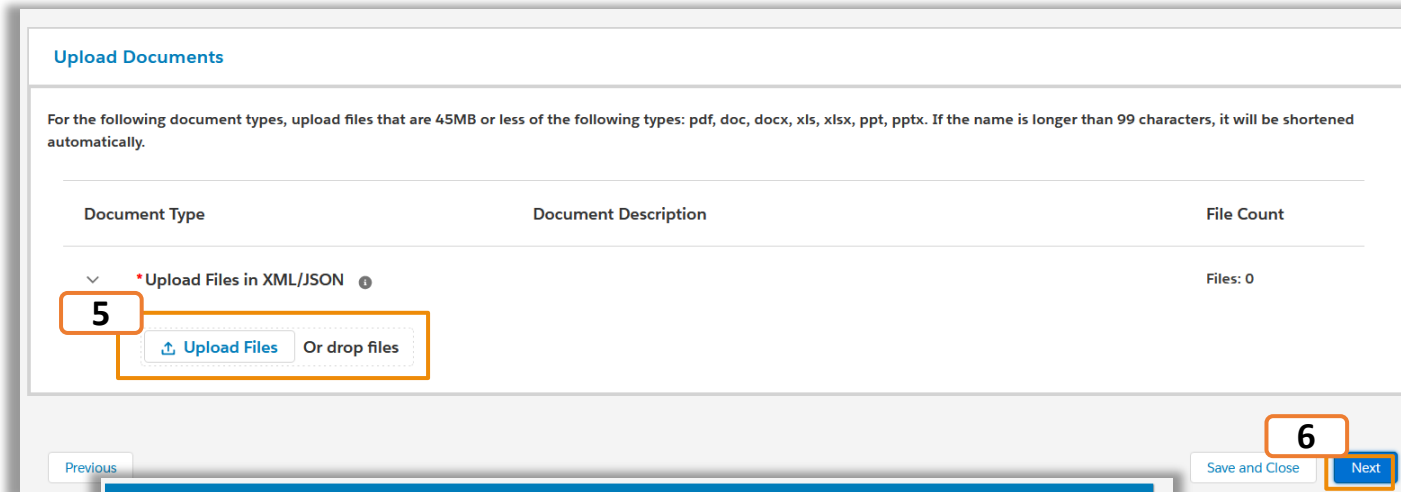 Upload Documents
For the following document types, upload files that are 45MB or less of the following types: pdf, doc, docx, xls, xlsx, ppt, pptx. If the name is longer than 99 characters, it will be shortened
automatically.
Document Type Document Description File Count
*Upload Files in XML/JSON Files: 0
5
Upload Files Or drop files
6
Previous Save and Close Next